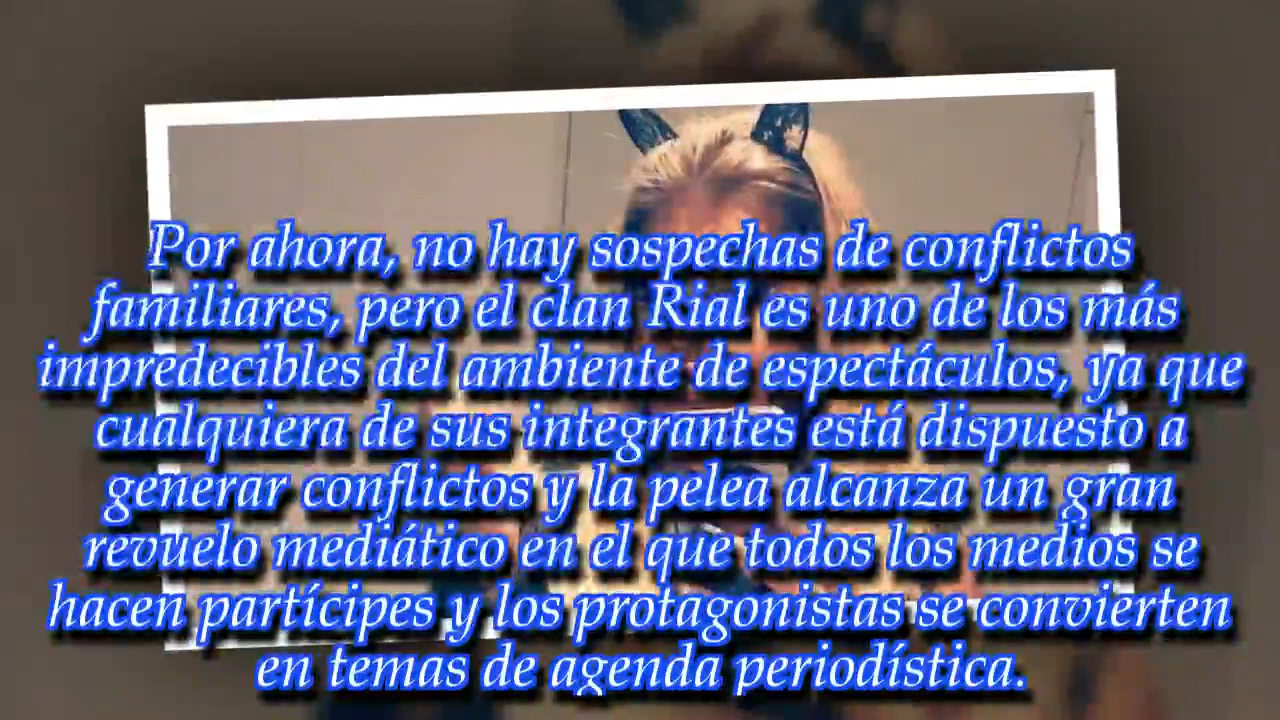 Por ahora, no hay sospechas de conflictos
familiares, pero el clan Rial es uno de los más
impredecibles del ambiente de espectáculos, ya que
cualquiera de sus integrantes está dispuesto a
generar conflictos y la pelea alcanza un gran
revuelo mediático en el que todos los medios se
hacen partícipes y los protagonistas se convierten
en temas de agenda periodística.